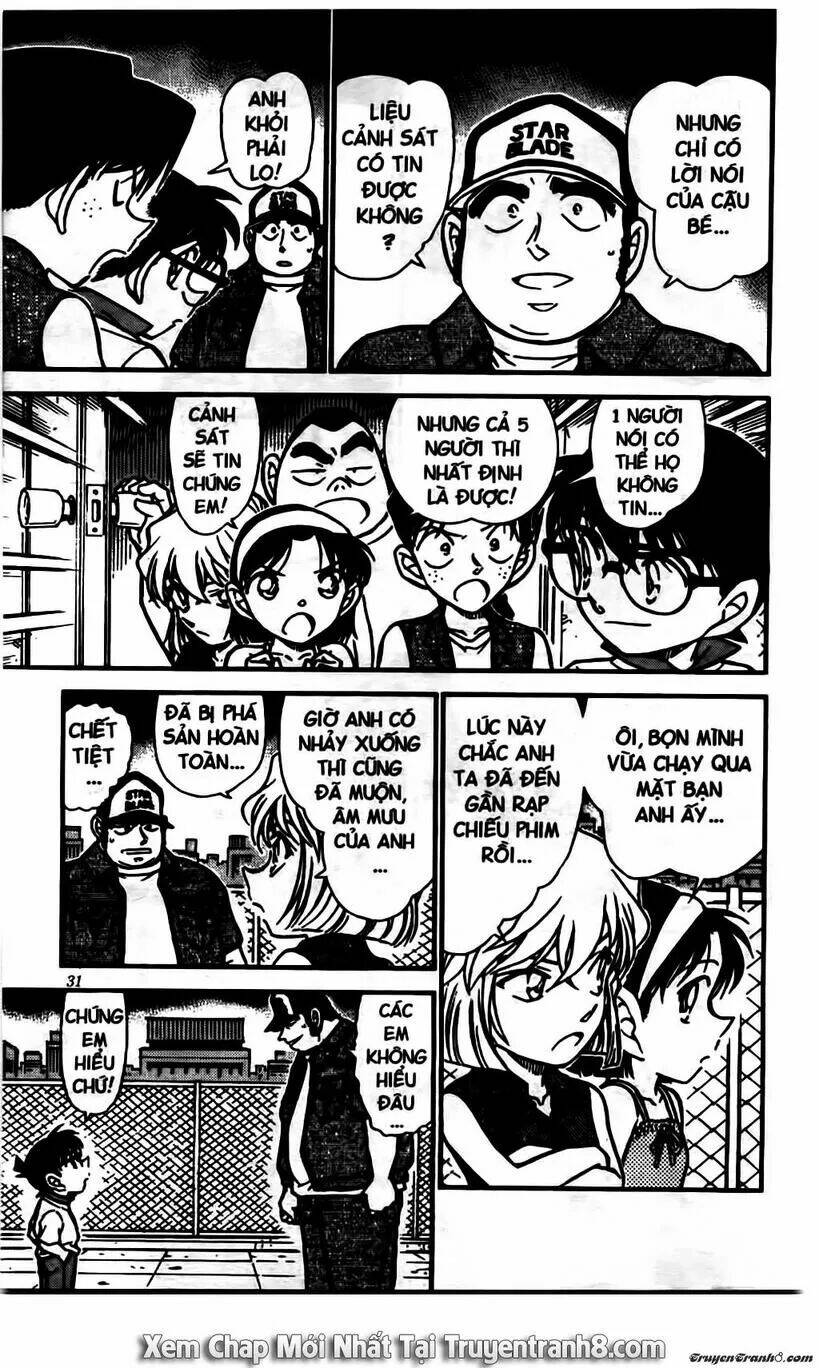 NHƯNG
CHỈ CÓ
LỜI NÓI
CỦA CẬU
BÉ...
LIỆU
CẢNH SÁT
CÓ TIN
ĐƯỢC
KHÔNG
?
STAR
BLADE
ANH
KHỎI
PHẢI
LO!
1 NGƯỜI
NÓI CÓ
THỂ HỌ
KHÔNG
TIN...
NHƯNG CẢ 5
NGƯỜI THÌ
NHẤT ĐỊNH
LÀ ĐƯỢC!
CẢNH
SÁT
SẼ TIN
CHỨNG
EM!
ÔI, BỌN MÌNH
VỪA CHẠY QUA
MẶT BẠN
ANH ẤY...
LÚC NÀY
CHẮC ANH
TA ĐÃ ĐẾN
GẦN RẠP
CHIẾU PHIM
RỒI...
GIỜ ANH CÓ
NHẢY XUỐNG
THÌ CŨNG
ĐÃ MUỘN,
ÂM MƯU
CỦA ANH
...
ĐÃ BỊ PHÁ
SẢN HOÀN
TOÀN...
CHẾT
TIỆT
...
STAR
BLADE
31
CÁC
EM
KHÔNG
HIỂU
ĐÂU
...
CHỨNG
EM
HIỂU
CHỨ!
Xem Chap Mới Nhất Tại Truyentranh8.com
TruyenTranh8.com